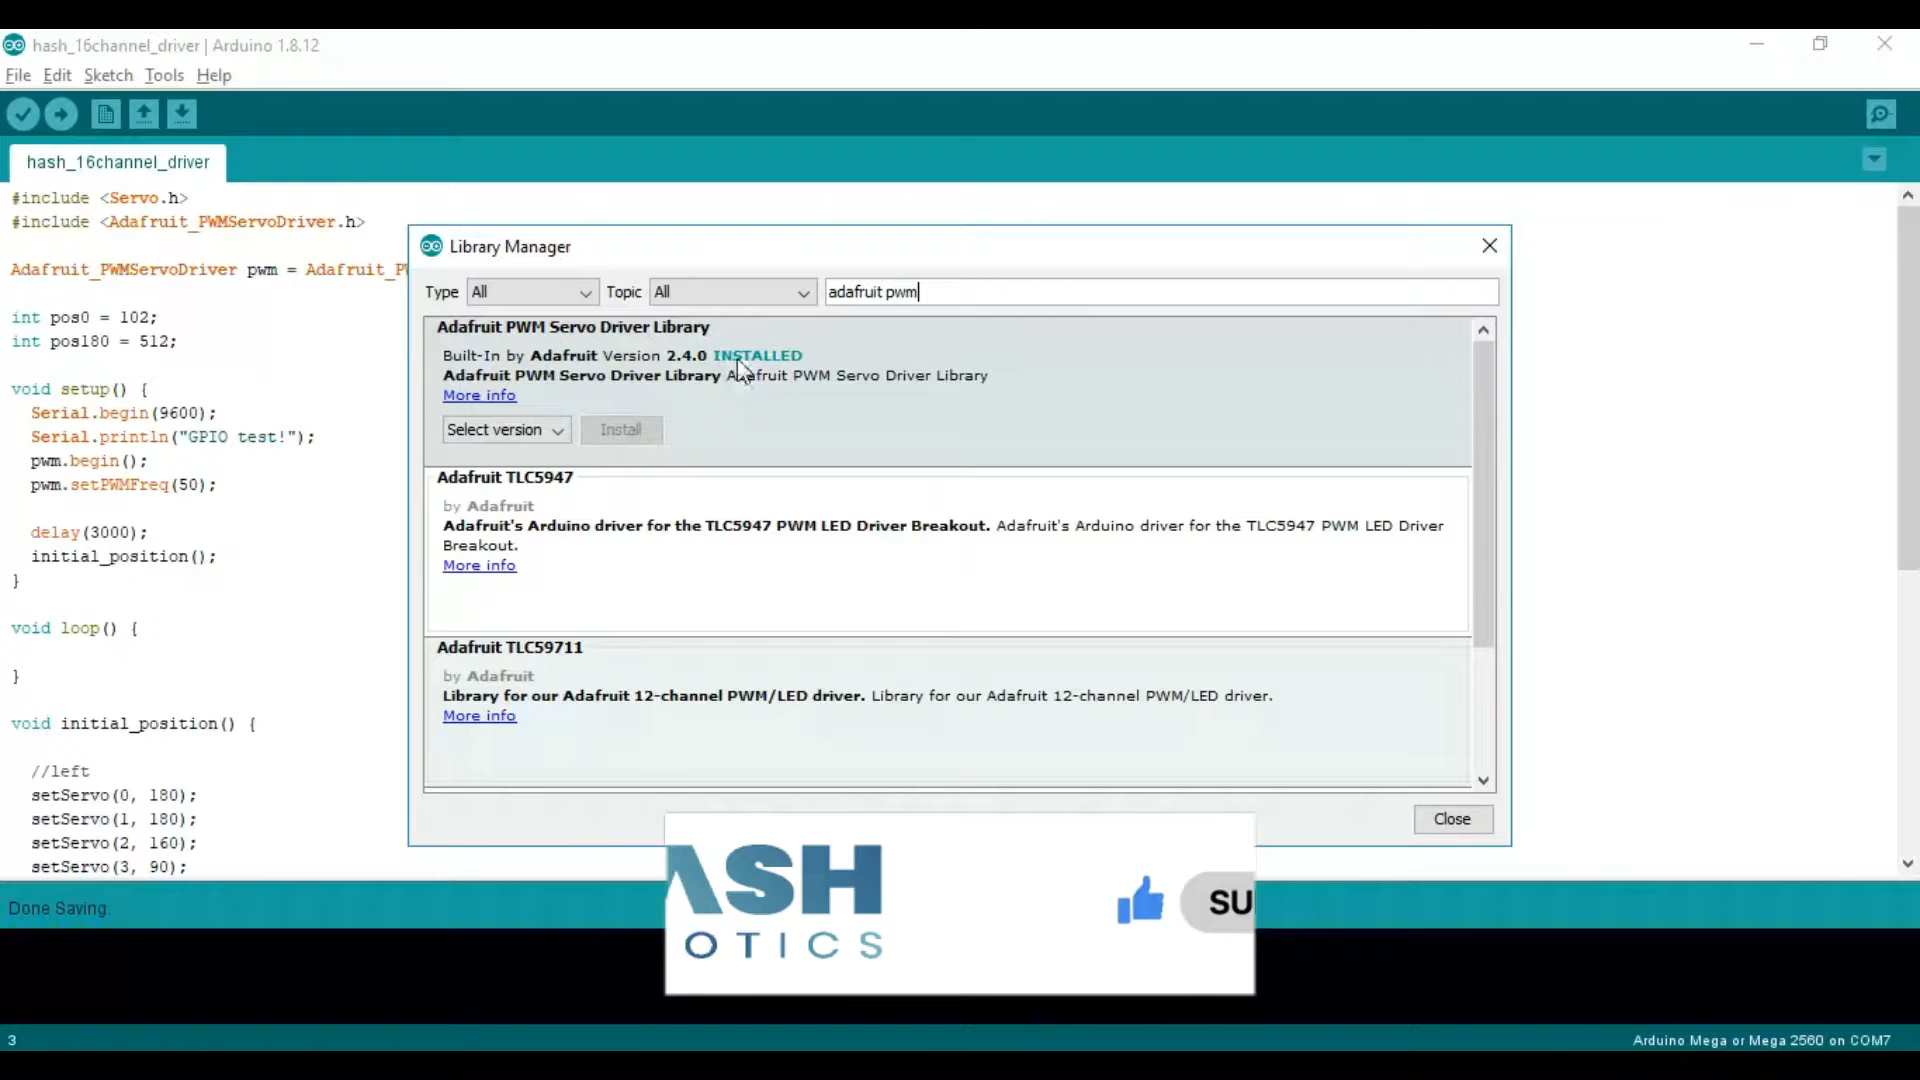 hash_16channel_driver | Arduino 1.8.12
File Edit Sketch Tools Help
hash_16channel_driver
#include <Servo.h>
#include <Adafruit_PWMServoDriver.h>
Adafruit_PWMServoDriver pwm = Adafruit_P
int pos0 = 102;
int pos180 = 512;
void setup() {
Serial.begin(9600);
Serial.println("GPIO test!");
pwm.begin();
pwm.setPWMFreq(50);
delay(3000);
initial_position();
}
void loop() {
}
void initial_position() {
//left
setServo(0, 180);
setServo(1, 180);
setServo(2, 160);
setServo(3, 90);
Library Manager
Type All Topic All adafruit pwm
Adafruit PWM Servo Driver Library
Built-In by Adafruit Version 2.4.0 INSTALLED
Adafruit PWM Servo Driver Library Adafruit PWM Servo Driver Library
More info
Select version Install
Adafruit TLC5947
by Adafruit
Adafruit's Arduino driver for the TLC5947 PWM LED Driver Breakout. Adafruit's Arduino driver for the TLC5947 PWM LED Driver
Breakout.
More info
Adafruit TLC59711
by Adafruit
Library for our Adafruit 12-channel PWM/LED driver. Library for our Adafruit 12-channel PWM/LED driver.
More info
Close
ASH
OTICS
SU
Done Saving.
3
Arduino Mega or Mega 2560 on COM7